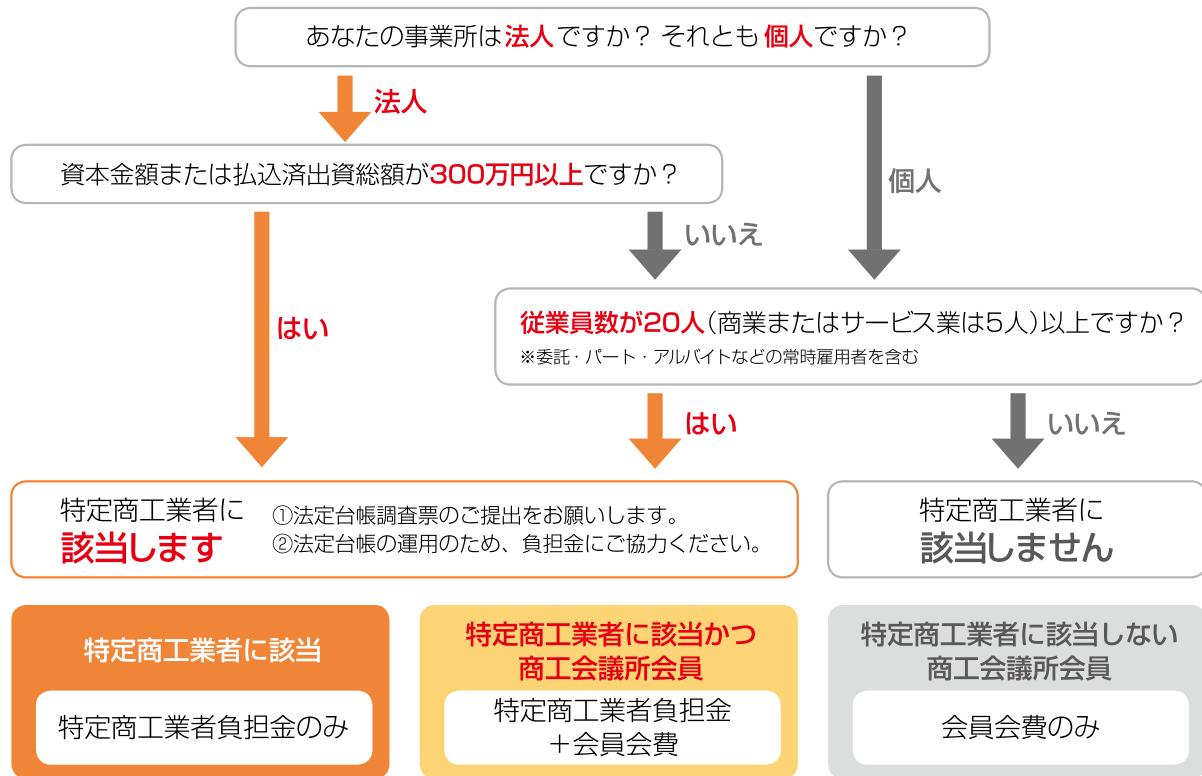 あなたの事業所は法人ですか？ それとも個人ですか？
法人
資本金額または払込済出資総額が300万円以上ですか？
個人
いいえ
はい
従業員数が20人（商業またはサービス業は5人）以上ですか？
※委託・パート・アルバイトなどの常時雇用者を含む
はい
いいえ
特定商工業者に
該当します
①法定台帳調査票のご提出をお願いします。
②法定台帳の運用のため、負担金にご協力ください。
特定商工業者に
該当しません
特定商工業者に該当
特定商工業者負担金のみ
特定商工業者に該当かつ
商工会議所会員
特定商工業者負担金
＋会員会費
特定商工業者に該当しない
商工会議所会員
会員会費のみ